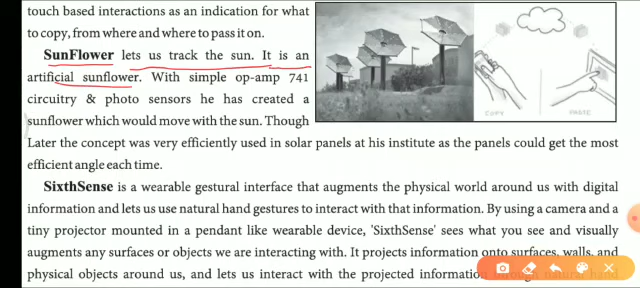 touch based interactions as an indication for what
to copy, from where and where to pass it on.
SunFlower lets us track the sun. It is an
artificial sunflower. With simple op-amp 741
circuitry & photo sensors he has created a
sunflower which would move with the sun. Though
COPY PASTE
Later the concept was very efficiently used in solar panels at his institute as the panels could get the most
efficient angle each time.
SixthSense is a wearable gestural interface that augments the physical world around us with digital
information and lets us use natural hand gestures to interact with that information. By using a camera and a
tiny projector mounted in a pendant like wearable device, 'SixthSense' sees what you see and visually
augments any surfaces or objects we are interacting with. It projects information onto surfaces, walls, and
physical objects around us, and lets us interact with the projected information through natural hand